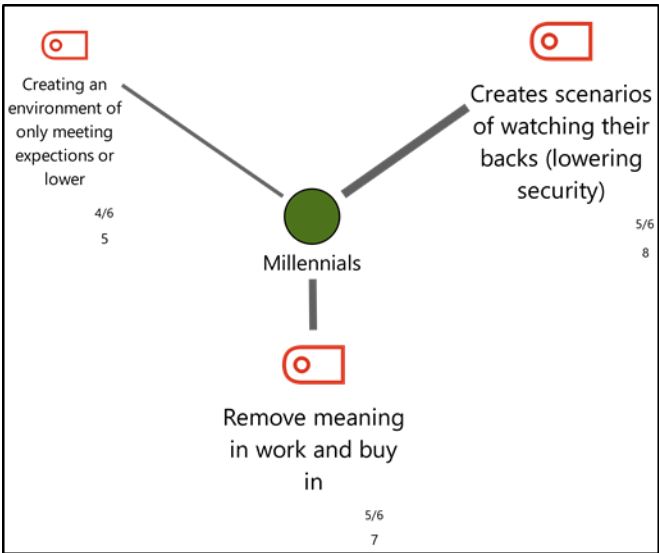 Creating an
environment of
only meeting
expections or
lower
4/6
5
Creates scenarios
of watching their
backs (lowering
security)
5/6
8
Millennials
Remove meaning
in work and buy
in
5/6
7